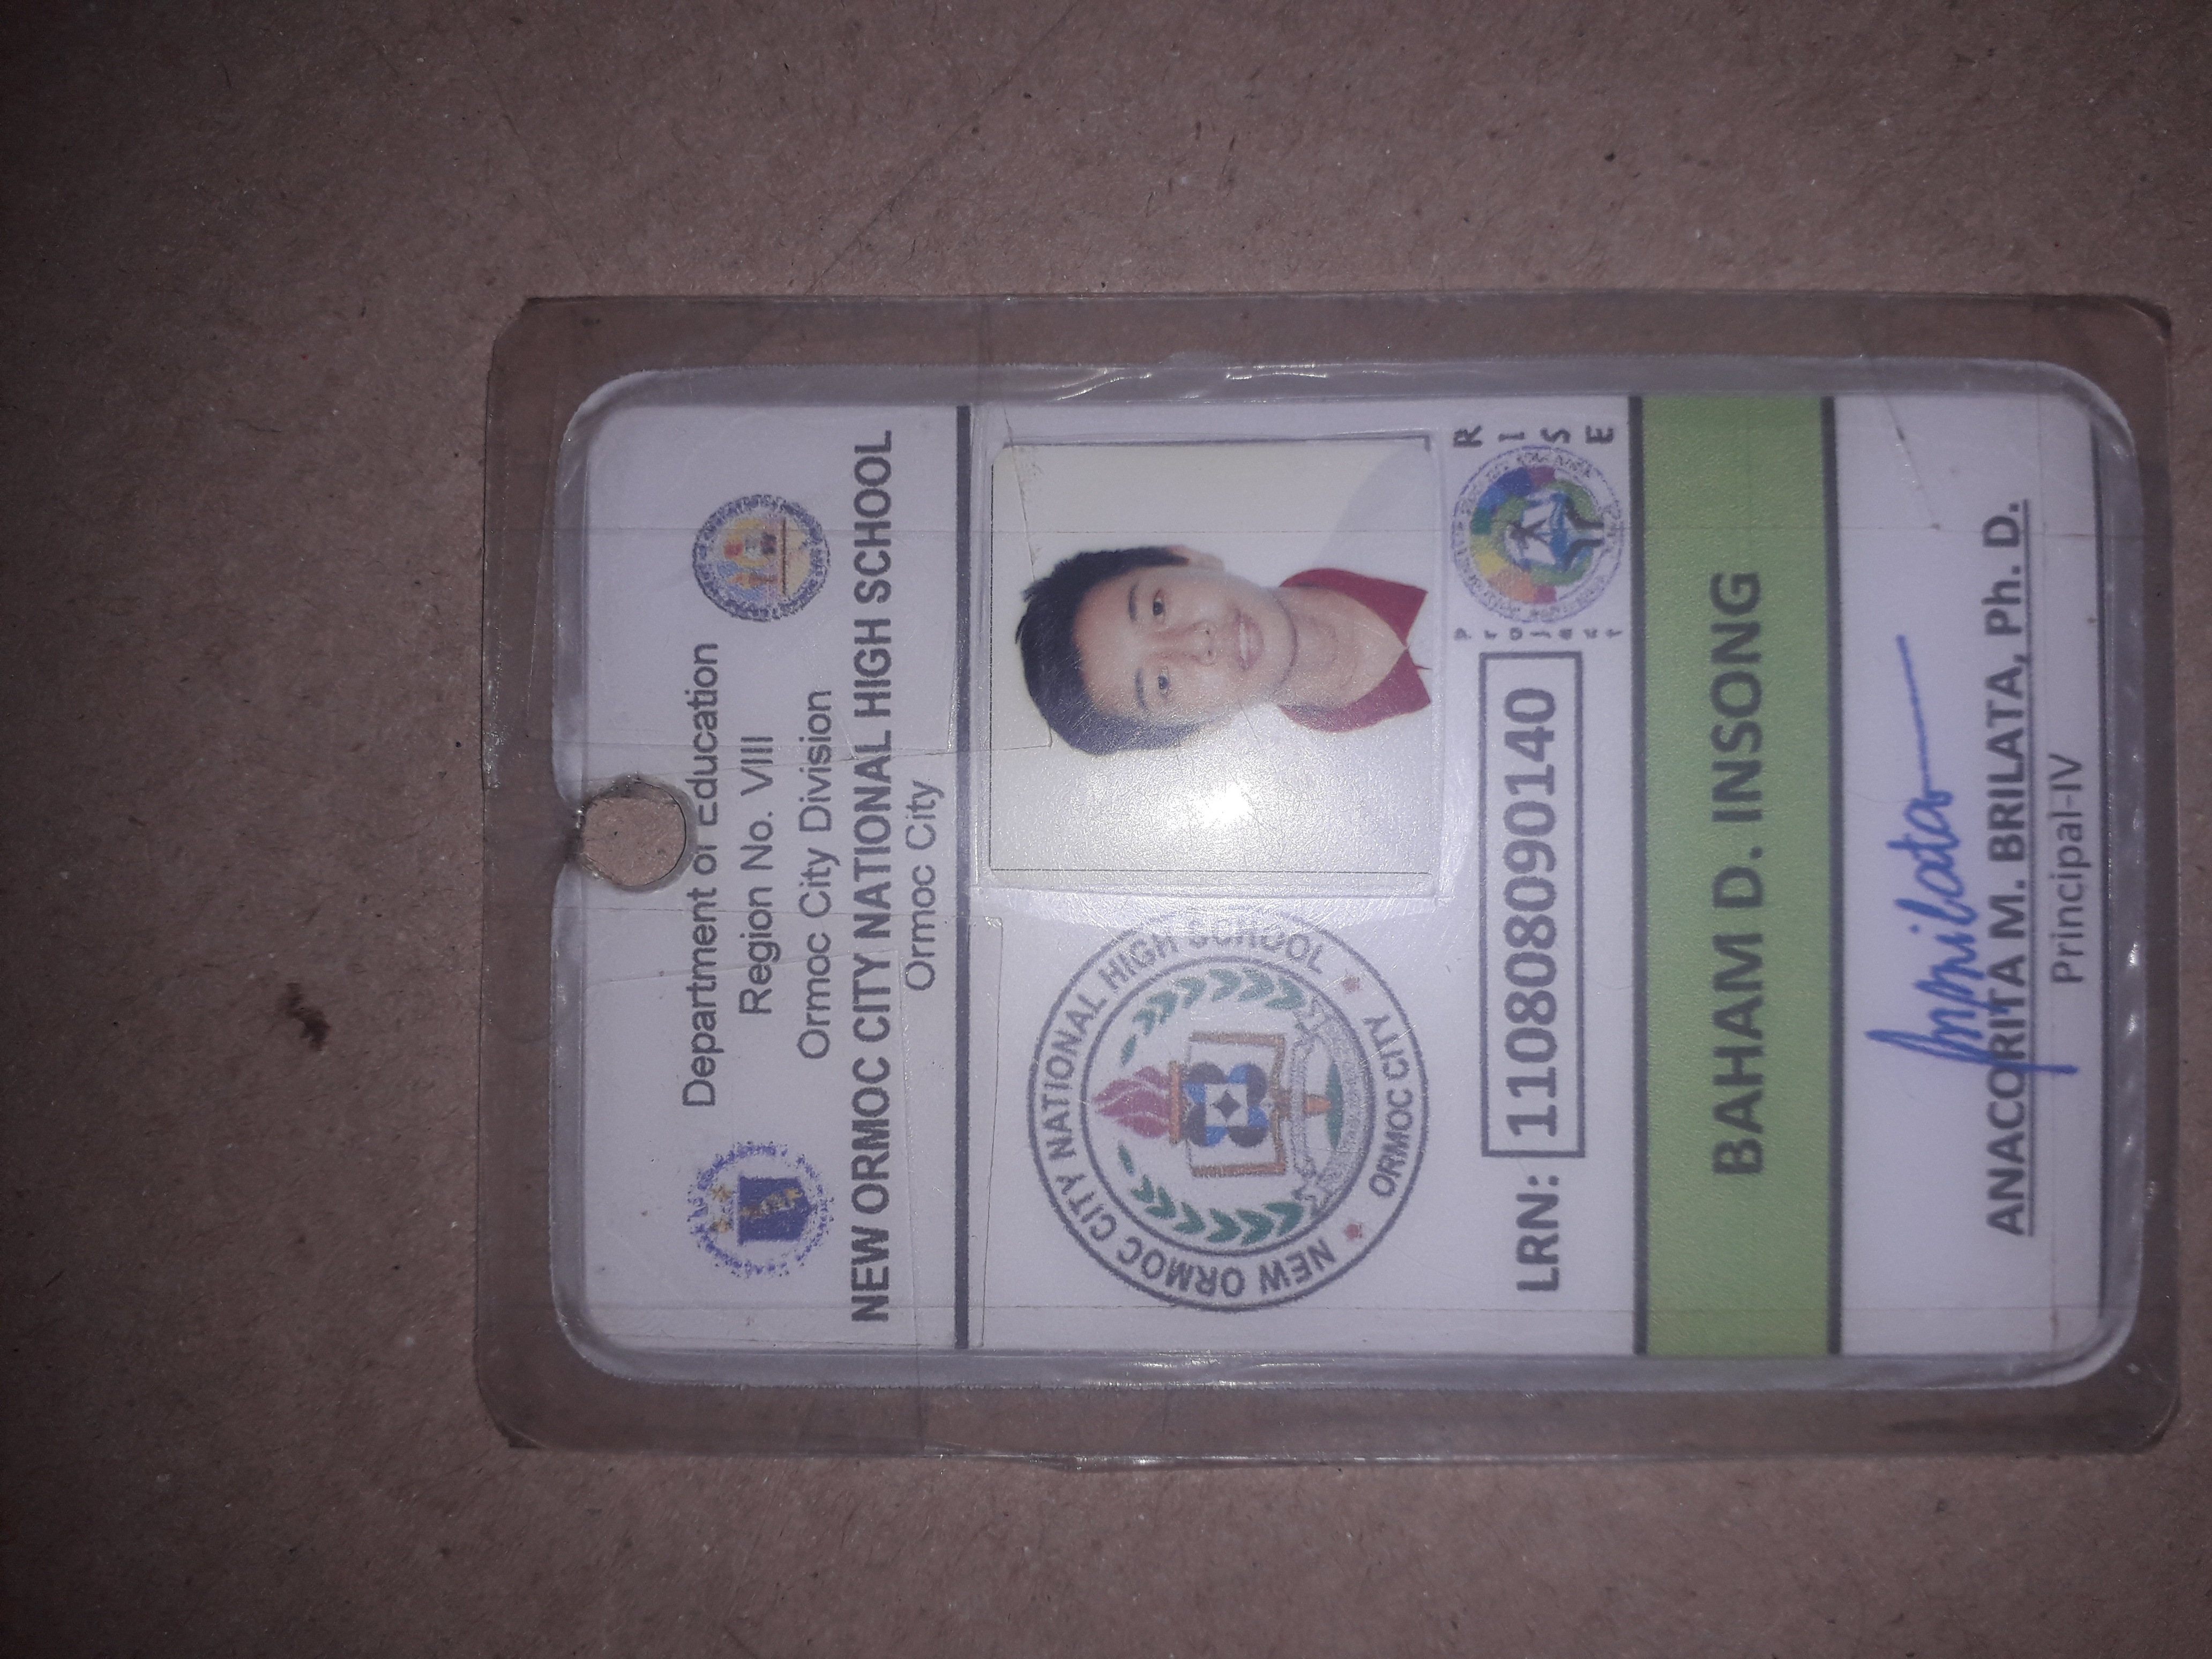 Department of Education
Region No. VIII
Ormoc City Division
NEW ORMOC CITY NATIONAL HIGH SCHOOL
Ormoc City
NEW ORMOC CITY NATIONAL HIGH SCHOOL
ORMOC CITY
LRN: 110808090140
Project
RISE
BAHAM D. INSONG
ANACORITA M. BRILATA, Ph. D.
Principal-IV